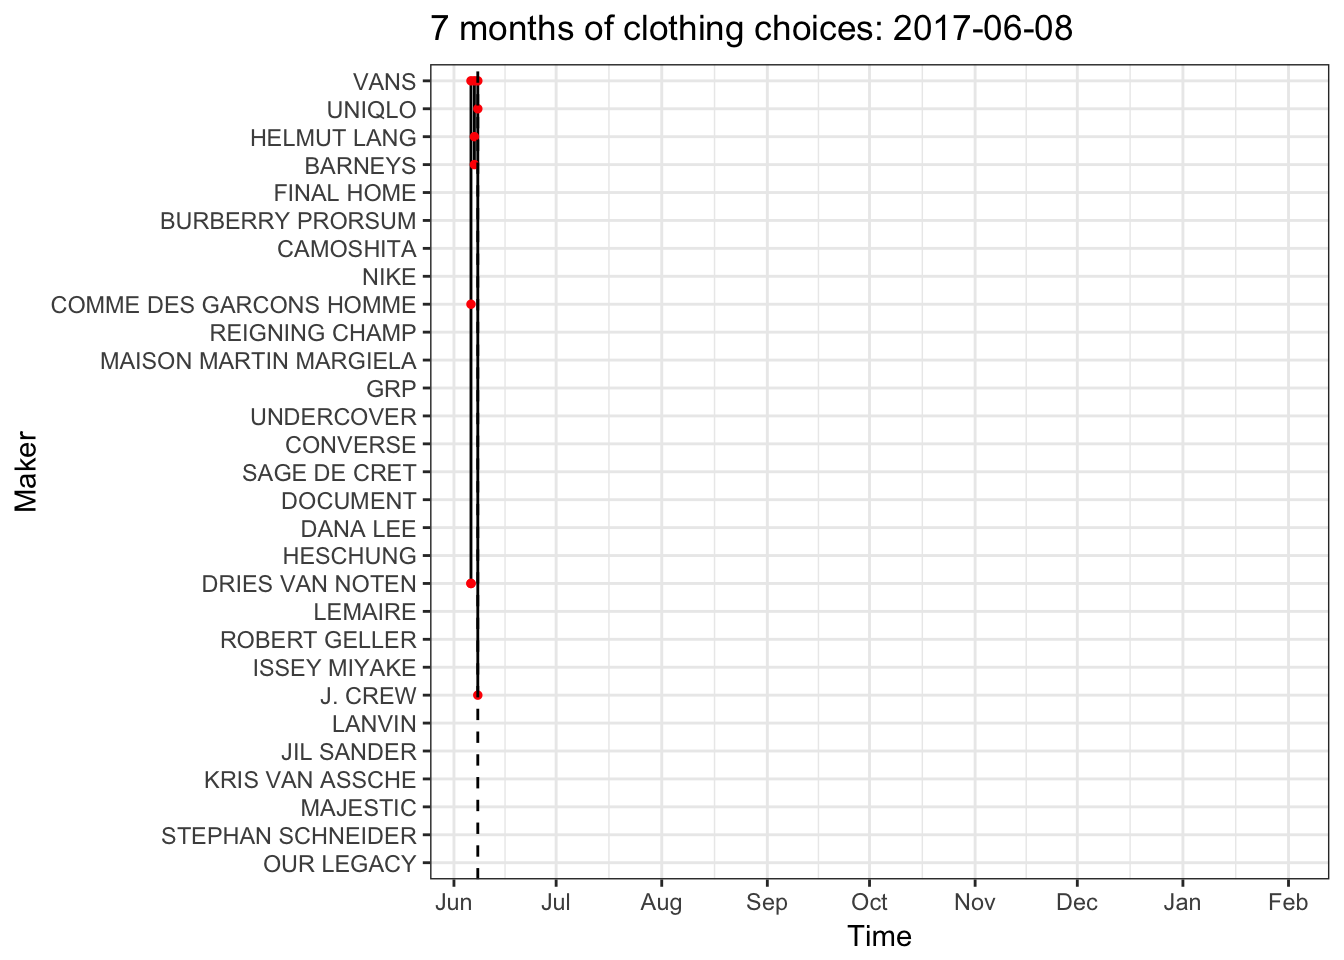 7 months of clothing choices: 2017-06-08
VANS
UNIQLO
HELMUT LANG
BARNEYS
FINAL HOME
BURBERRY PRORSUM
CAMOSHITA
NIKE
COMME DES GARCONS HOMME
REIGNING CHAMP
MAISON MARTIN MARGIELA
GRP
UNDERCOVER
CONVERSE
SAGE DE CRET
DOCUMENT
DANA LEE
HESCHUNG
DRIES VAN NOTEN
LEMAIRE
ROBERT GELLER
ISSEY MIYAKE
J. CREW
LANVIN
JIL SANDER
KRIS VAN ASSCHE
MAJESTIC
STEPHAN SCHNEIDER
OUR LEGACY
Maker
Jun Jul Aug Sep Oct Nov Dec Jan Feb
Time